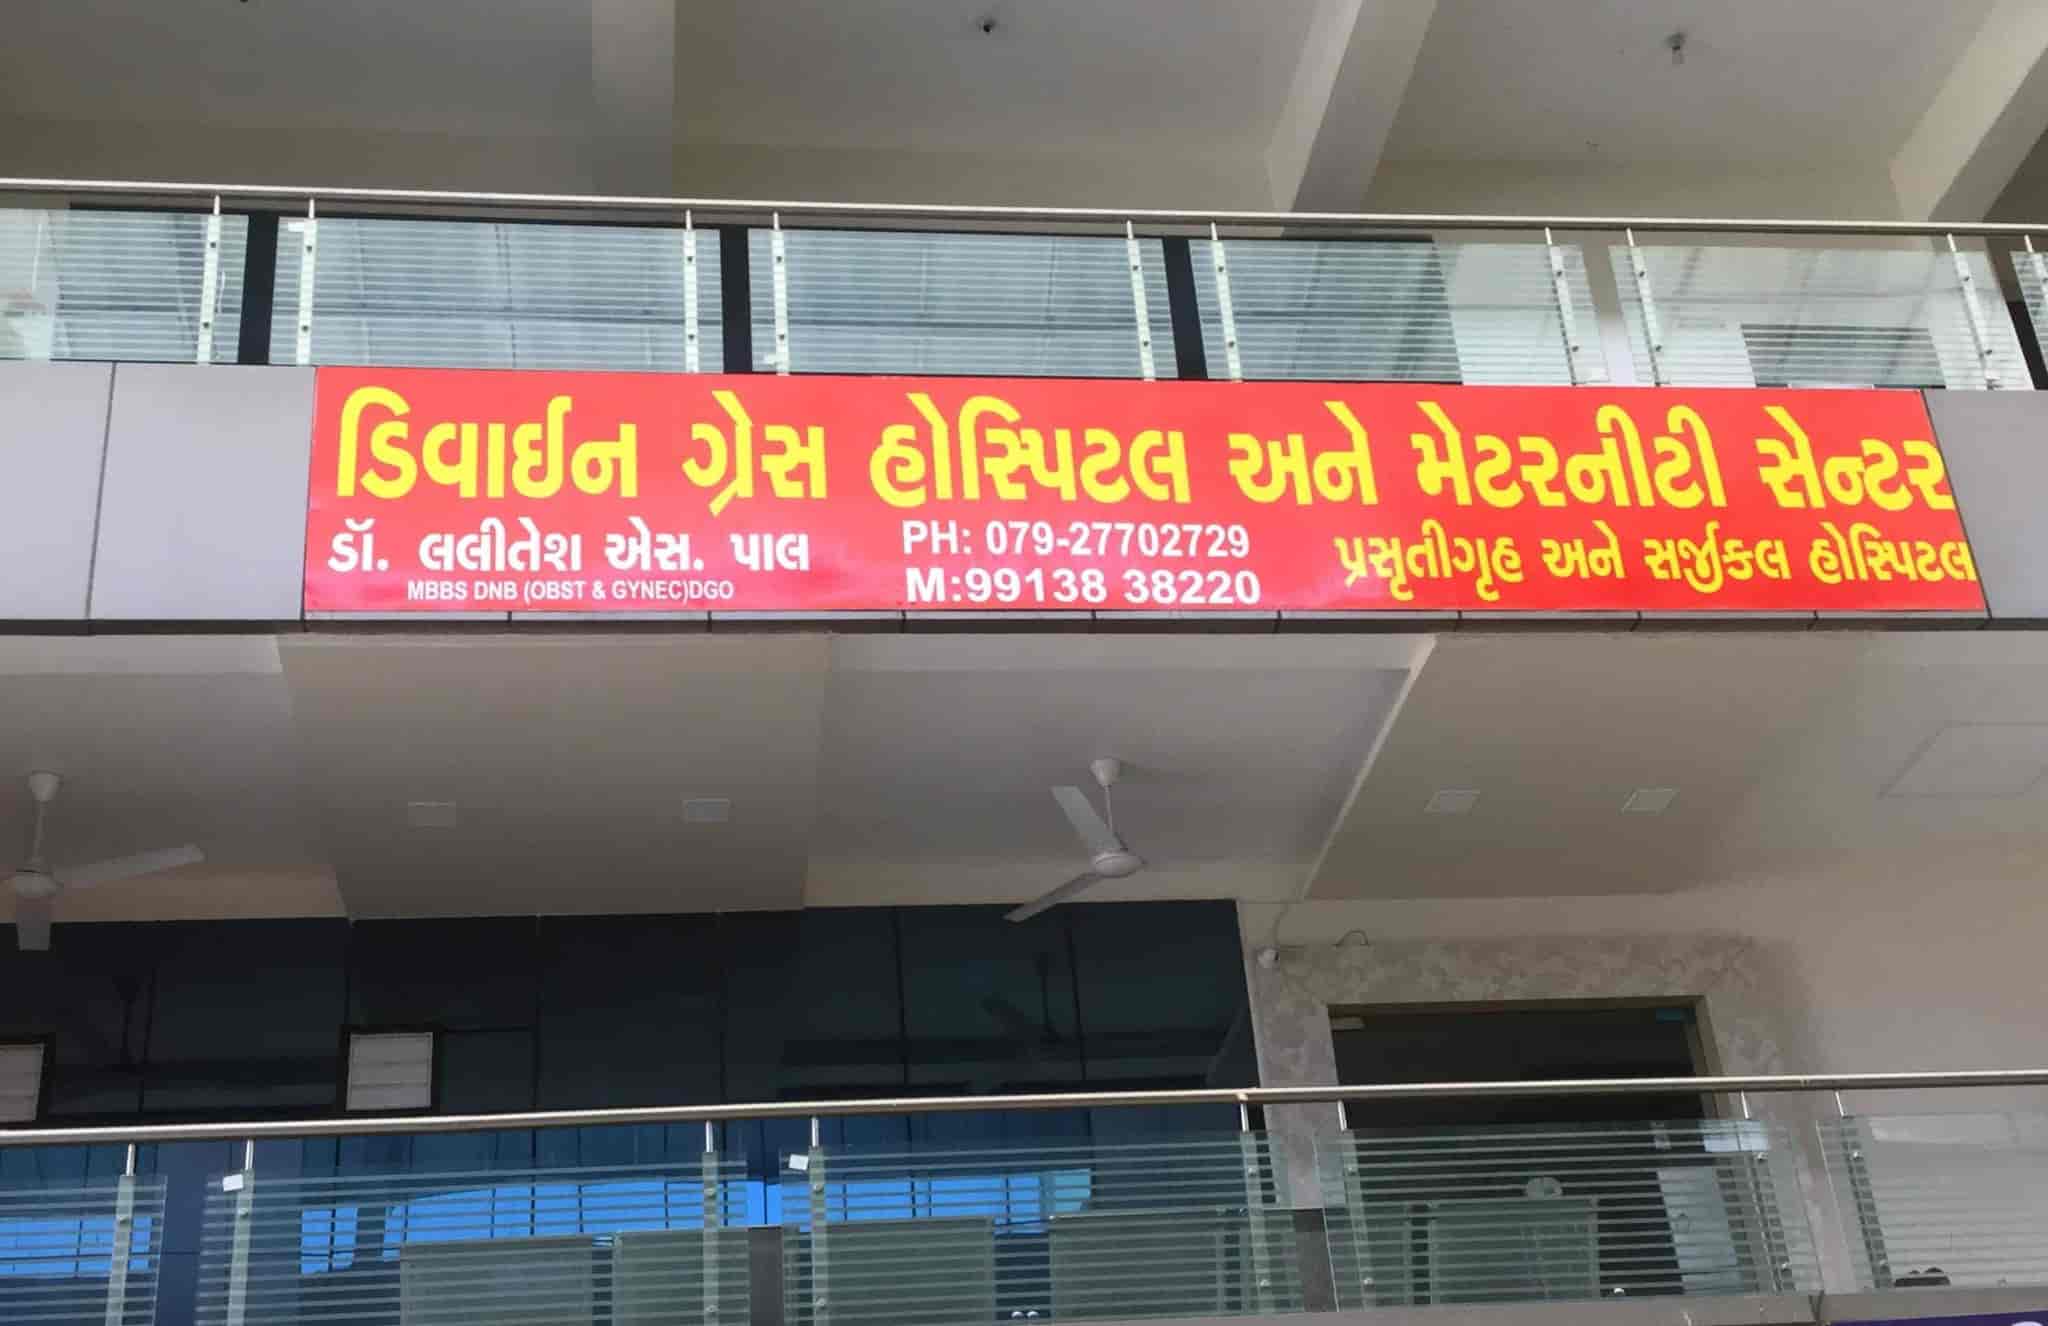 ડિવાઈન ગ્રેસ હોસ્પિટલ અને મેટરનીટી સેન્ટર
ડૉ. લલીતેશ એસ. પાલ
MBBS DNB (OBST & GYNEC)DGO
PH: 079-27702729
M:99138 38220
પ્રસૃતીગૃહ અને સર્જીકલ હોસ્પિટલ